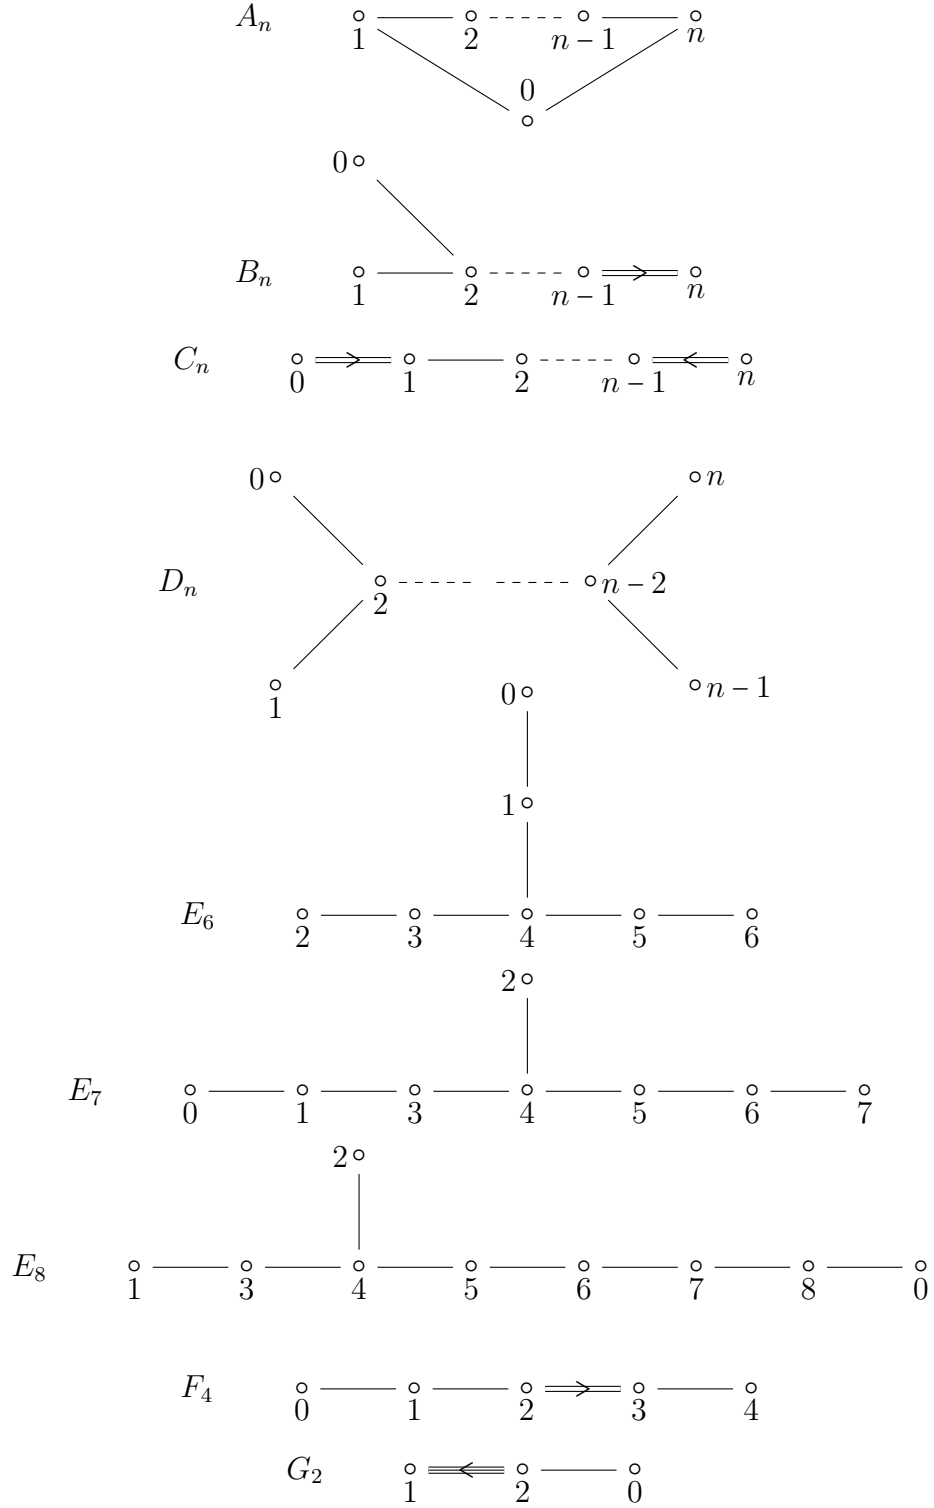 A_n 1 2 n − 1 n
0
0
B_n 1 2 n − 1 n
C_n 0 1 2 n − 1 n
0 n
D_n 2 n − 2
1 n − 1
0
1
E_6 2 3 4 5 6
2
E_7 0 1 3 4 5 6 7
2
E_8 1 3 4 5 6 7 8 0
F_4 0 1 2 3 4
G_2 1 2 0